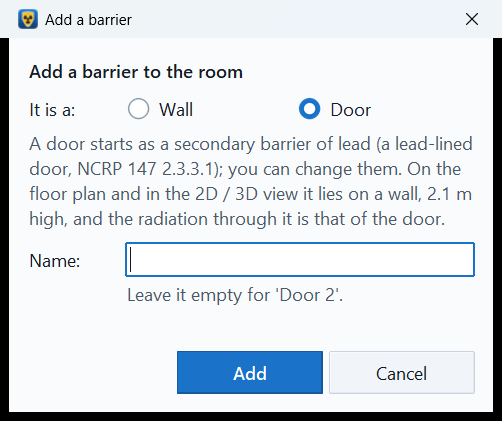 Add a barrier
Add a barrier to the room
It is a: Wall Door
A door starts as a secondary barrier of lead (a lead-lined
door, NCRP 147 2.3.3.1); you can change them. On the
floor plan and in the 2D / 3D view it lies on a wall, 2.1 m
high, and the radiation through it is that of the door.
Name:
Leave it empty for 'Door 2'.
Add Cancel